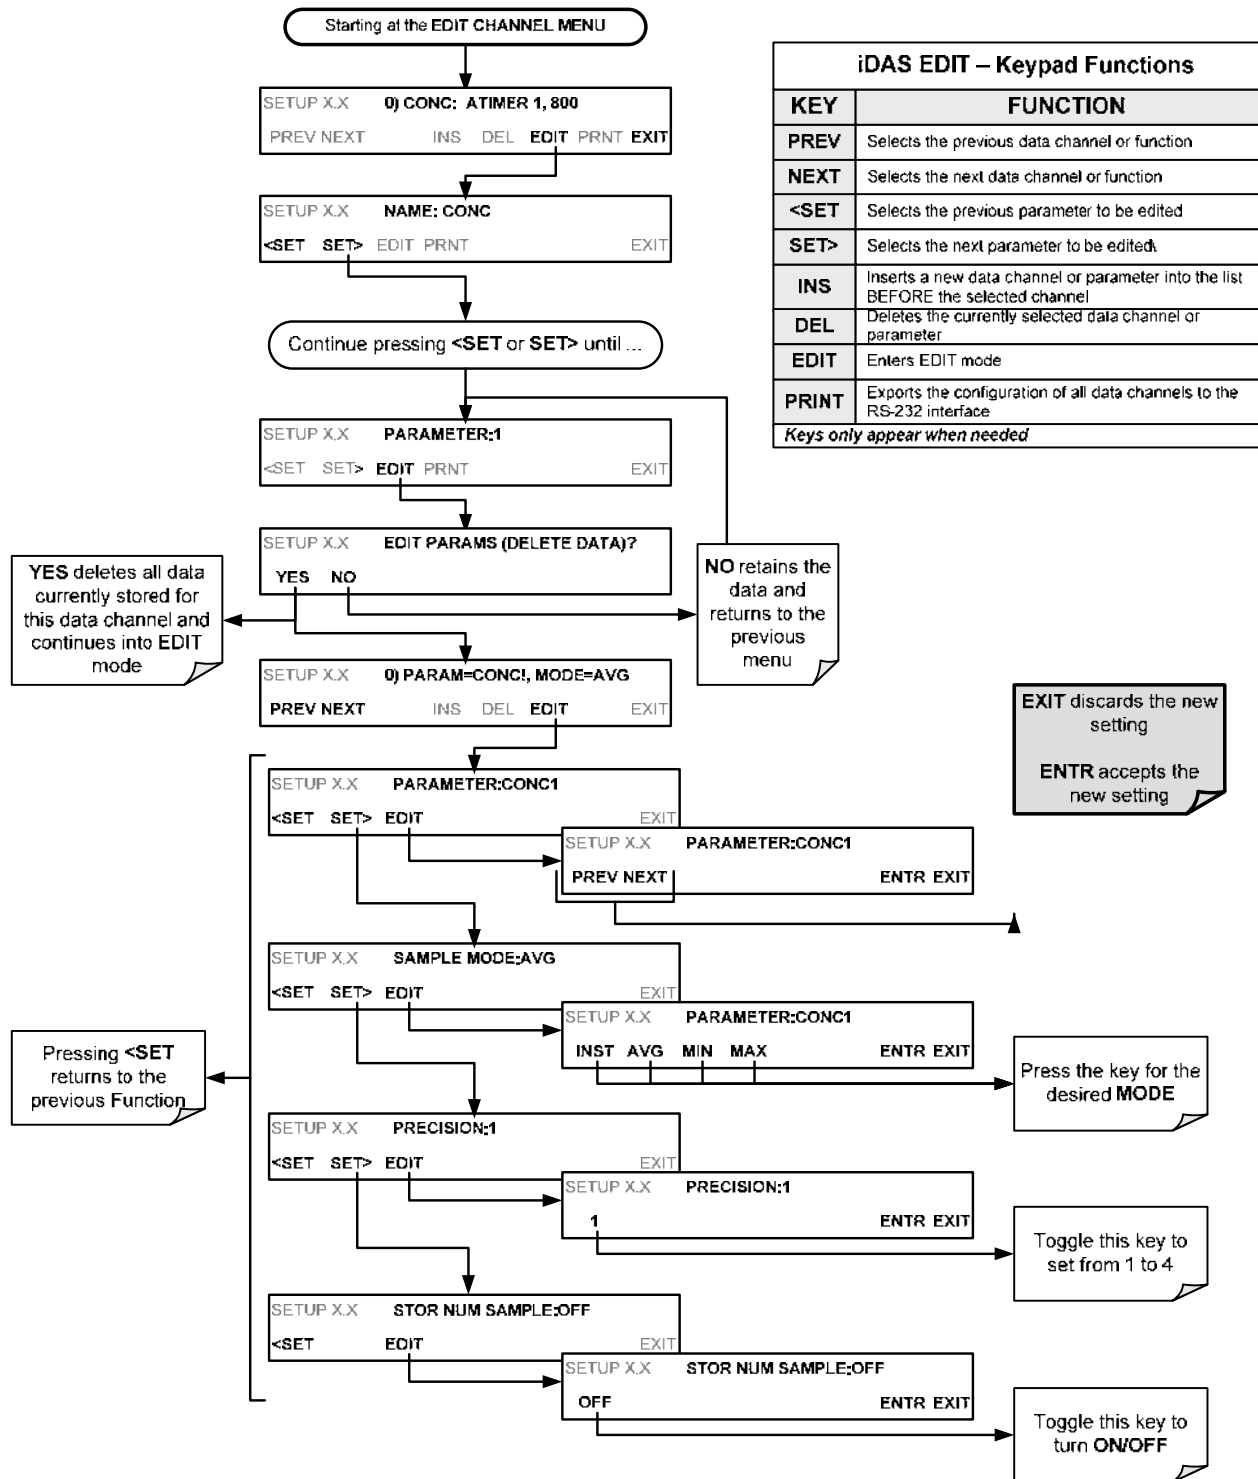 Starting at the EDIT CHANNEL MENU
SETUP X.X 0) CONC: ATIMER 1, 800
PREV NEXT INS DEL EDIT PRNT EXIT
SETUP X.X NAME: CONC
<SET SET> EDIT PRNT EXIT
Continue pressing <SET or SET> until ...
SETUP X.X PARAMETER:1
<SET SET> EDIT PRNT EXIT
SETUP X.X EDIT PARAMS (DELETE DATA)?
YES NO
YES deletes all data
currently stored for
this data channel and
continues into EDIT
mode
NO retains the
data and
returns to the
previous
menu
SETUP X.X 0) PARAM=CONC!, MODE=AVG
PREV NEXT INS DEL EDIT EXIT
iDAS EDIT – Keypad Functions
KEY FUNCTION
PREV Selects the previous data channel or function
NEXT Selects the next data channel or function
<SET Selects the previous parameter to be edited
SET> Selects the next parameter to be edited\
INS Inserts a new data channel or parameter into the list
BEFORE the selected channel
DEL Deletes the currently selected data channel or
parameter
EDIT Enters EDIT mode
PRINT Exports the configuration of all data channels to the
RS-232 interface
Keys only appear when needed
EXIT discards the new
setting
ENTR accepts the
new setting
SETUP X.X PARAMETER:CONC1
<SET SET> EDIT EXIT
SETUP X.X PARAMETER:CONC1
PREV NEXT ENTR EXIT
SETUP X.X SAMPLE MODE:AVG
<SET SET> EDIT EXIT
SETUP X.X PARAMETER:CONC1
INST AVG MIN MAX ENTR EXIT
Press the key for the
desired MODE
Pressing <SET
returns to the
previous Function
SETUP X.X PRECISION:1
<SET SET> EDIT EXIT
SETUP X.X PRECISION:1
1 ENTR EXIT
Toggle this key to
set from 1 to 4
SETUP X.X STOR NUM SAMPLE:OFF
<SET EDIT EXIT
SETUP X.X STOR NUM SAMPLE:OFF
OFF ENTR EXIT
Toggle this key to
turn ON/OFF